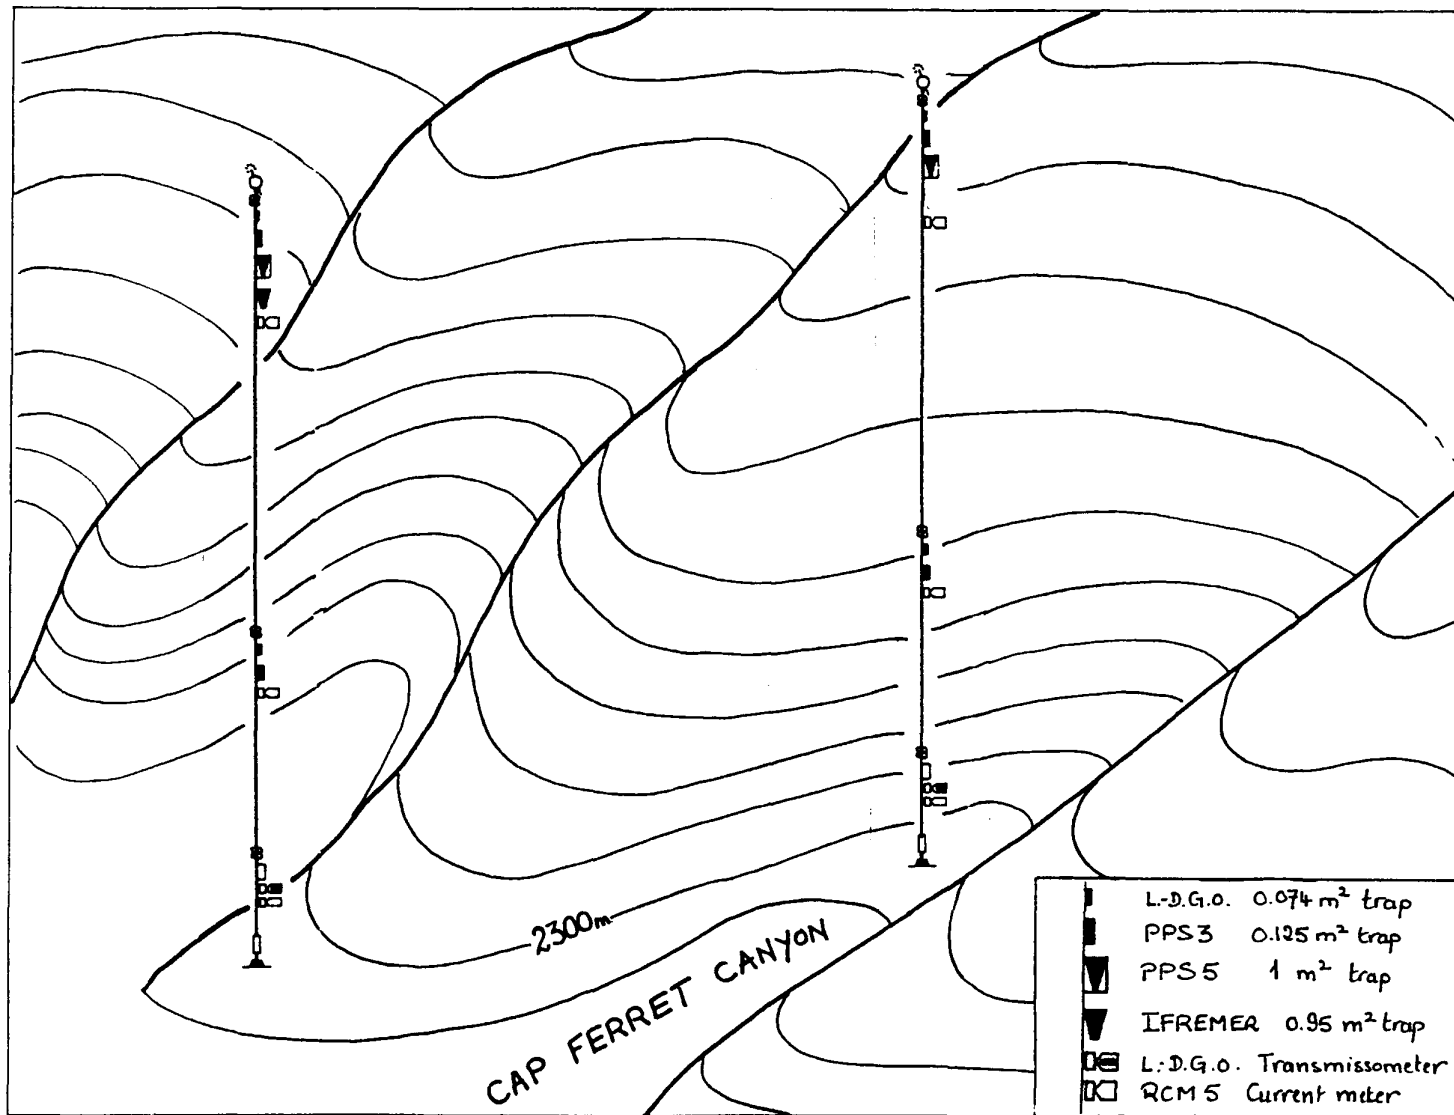 2300m
CAP FERRET CANYON
L-D.G.O. 0.074 m² trap
PPS3 0.125 m² trap
PPS5 1 m² trap
IFREMER 0.95 m² trap
L.D.G.O. Transmissometer
RCM5 Current meter